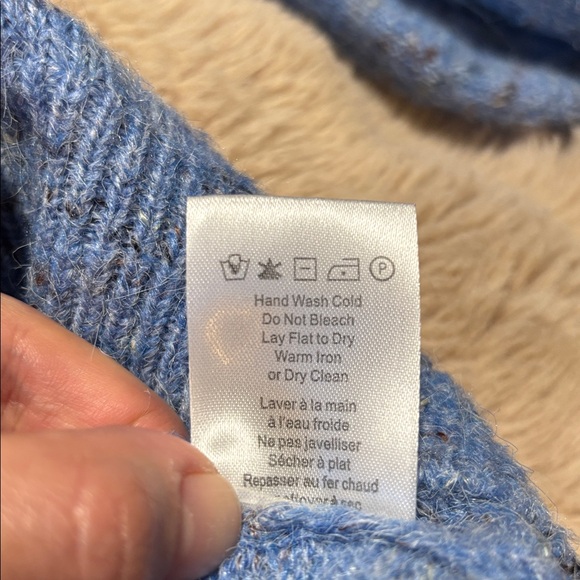 P
Hand Wash Cold
Do Not Bleach
Lay Flat to Dry
Warm Iron
or Dry Clean
Laver à la main
à l'eau froide
Ne pas javelliser
Sécher à plat
Repasser au fer chaud